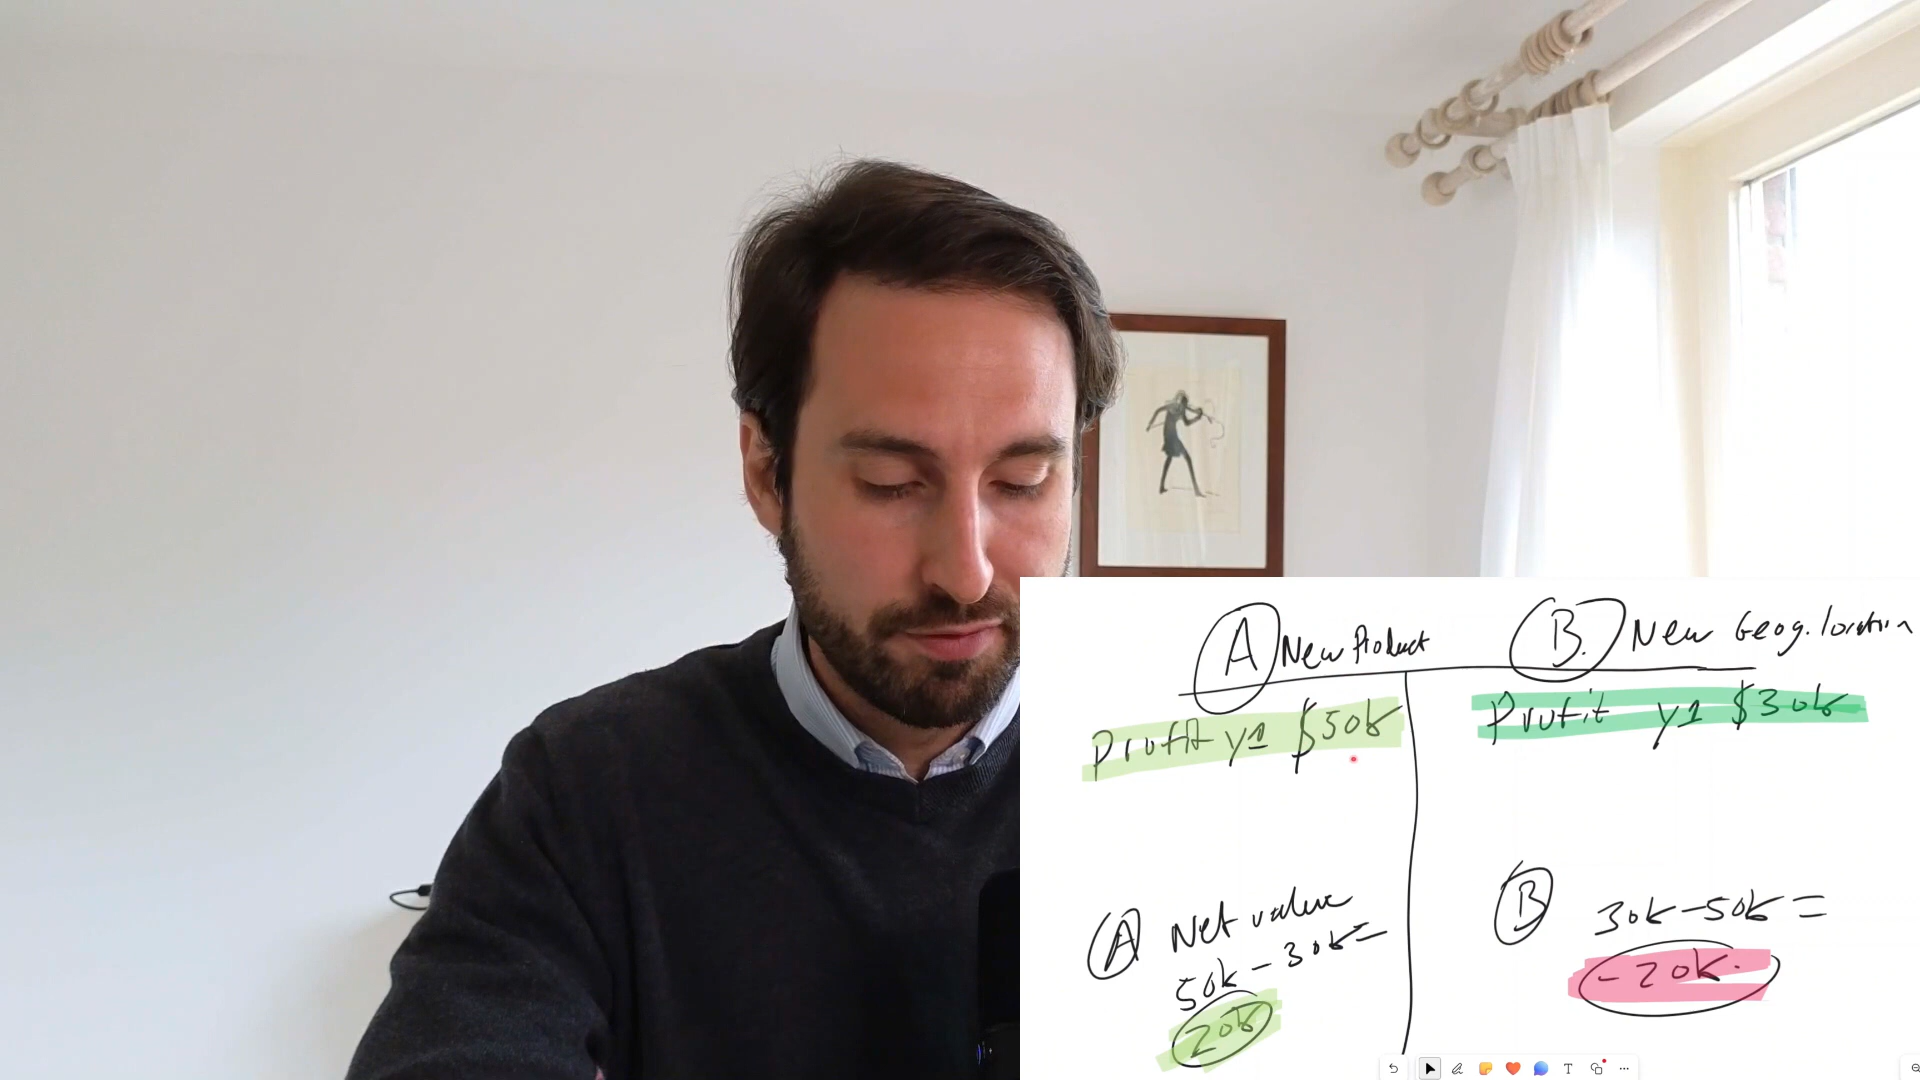 A New Product
B. New Geog. location
Profit y1 $50k
Profit y1 $30k
A Net value
50k - 30k =
20k
B 30k - 50k =
- 20k.
T